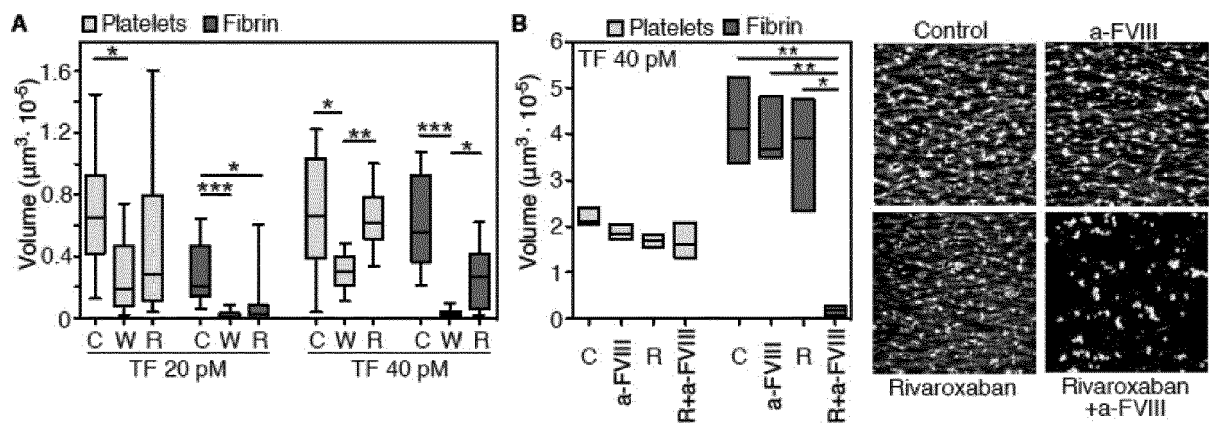 A
Platelets Fibrin
Volume (µm³· 10⁻⁵)
1.6
1.2
0.8
0.4
0
* *** * * ** *** *
C W R C W R C W R C W R
TF 20 pM TF 40 pM
B
Platelets Fibrin
TF 40 pM
Volume (µm³· 10⁻⁵)
6
5
4
3
2
1
0
**
**
*
C a-FVIII R R+a-FVIII C a-FVIII R R+a-FVIII
Control a-FVIII
Rivaroxaban Rivaroxaban
+a-FVIII